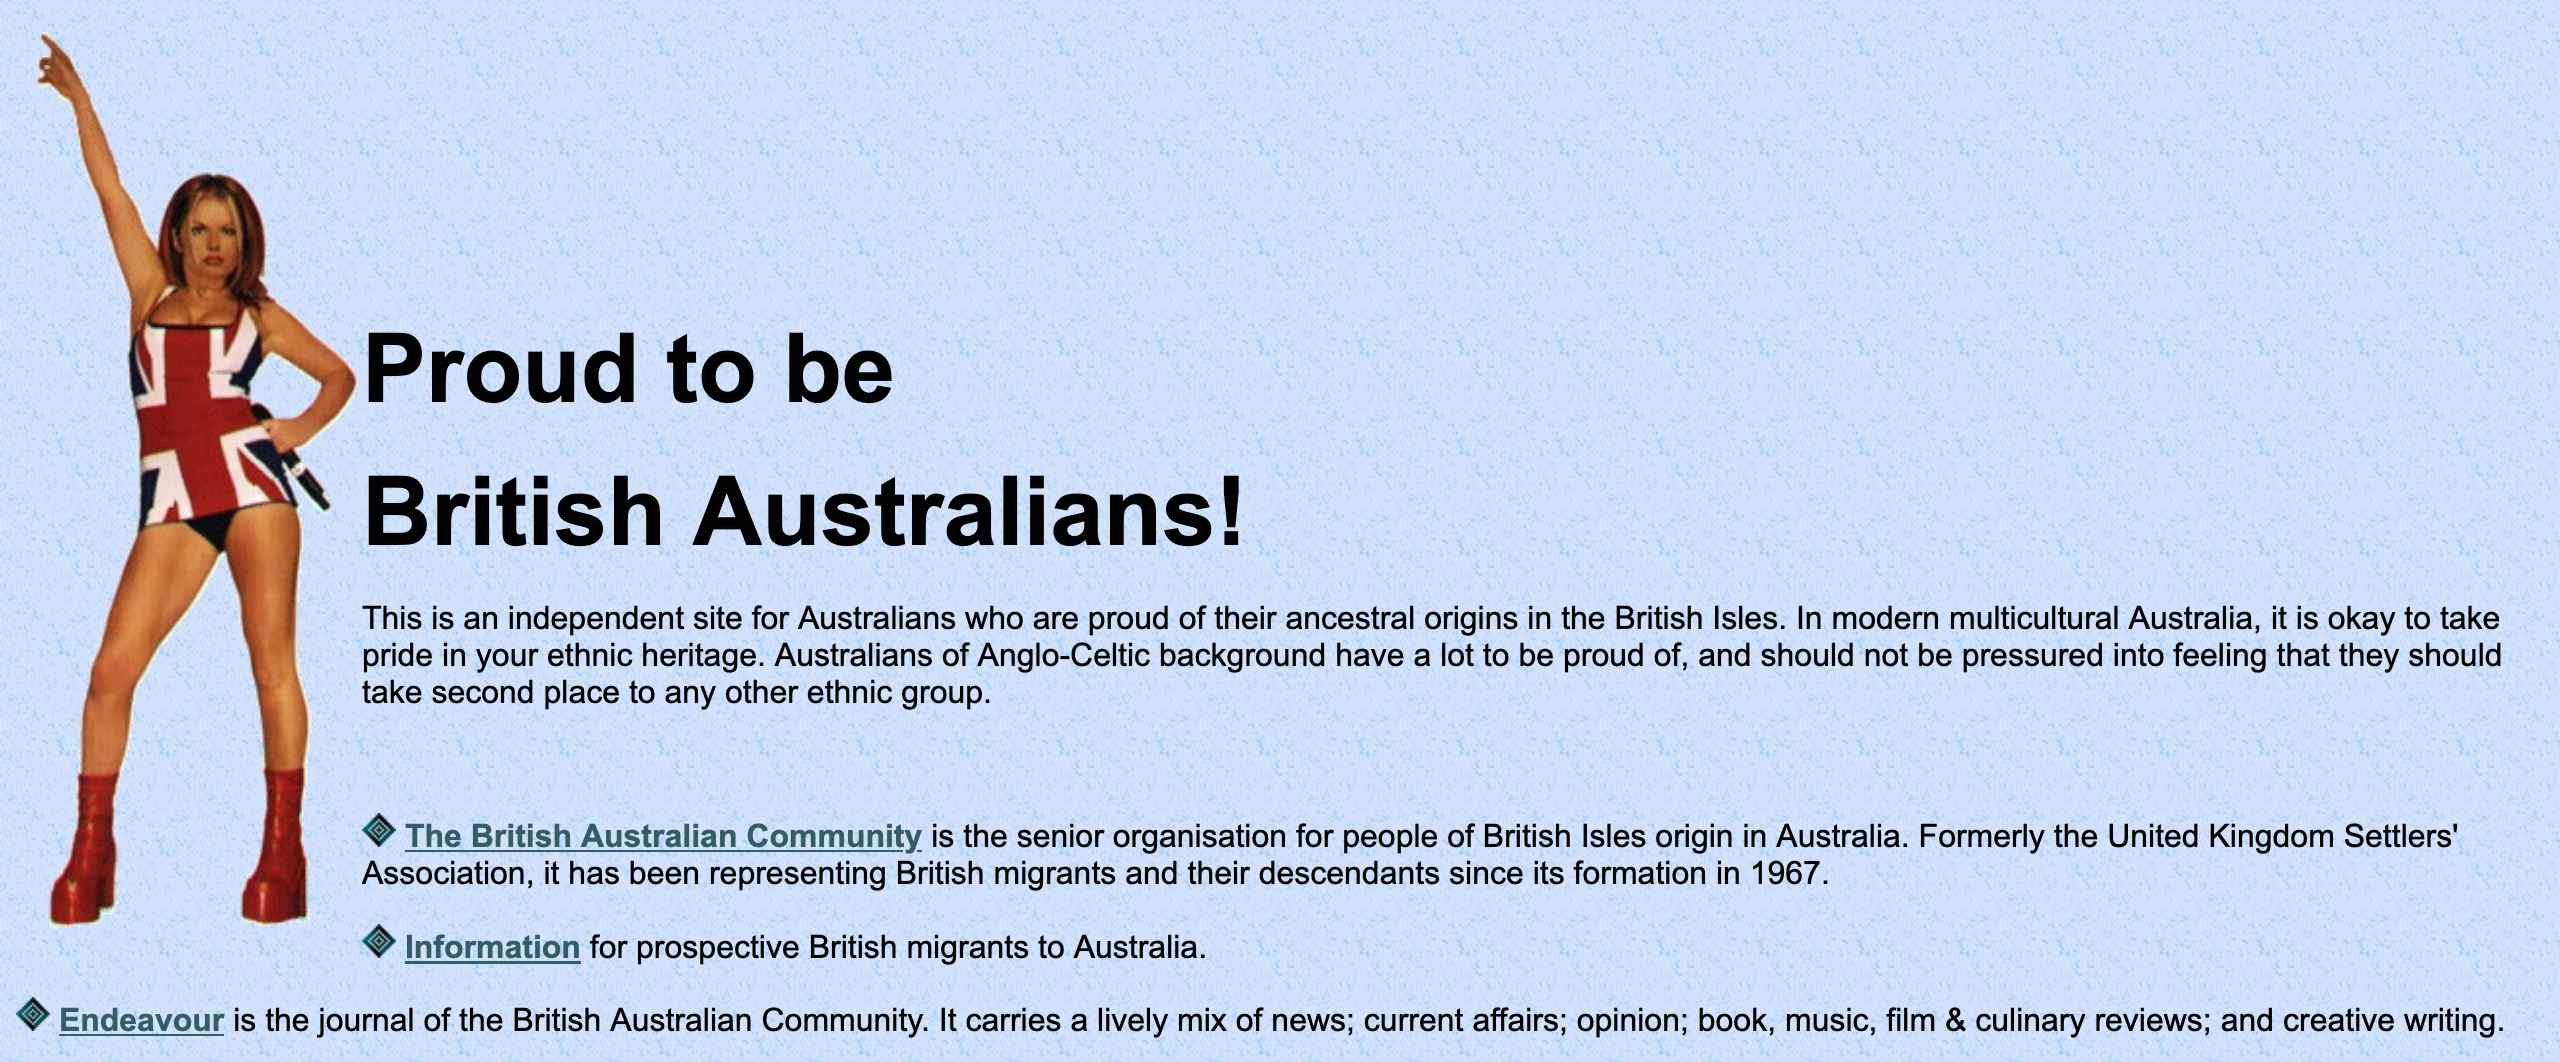 Proud to be
British Australians!
This is an independent site for Australians who are proud of their ancestral origins in the British Isles. In modern multicultural Australia, it is okay to take
pride in your ethnic heritage. Australians of Anglo-Celtic background have a lot to be proud of, and should not be pressured into feeling that they should
take second place to any other ethnic group.
The British Australian Community is the senior organisation for people of British Isles origin in Australia. Formerly the United Kingdom Settlers'
Association, it has been representing British migrants and their descendants since its formation in 1967.
Information for prospective British migrants to Australia.
Endeavour is the journal of the British Australian Community. It carries a lively mix of news; current affairs; opinion; book, music, film & culinary reviews; and creative writing.